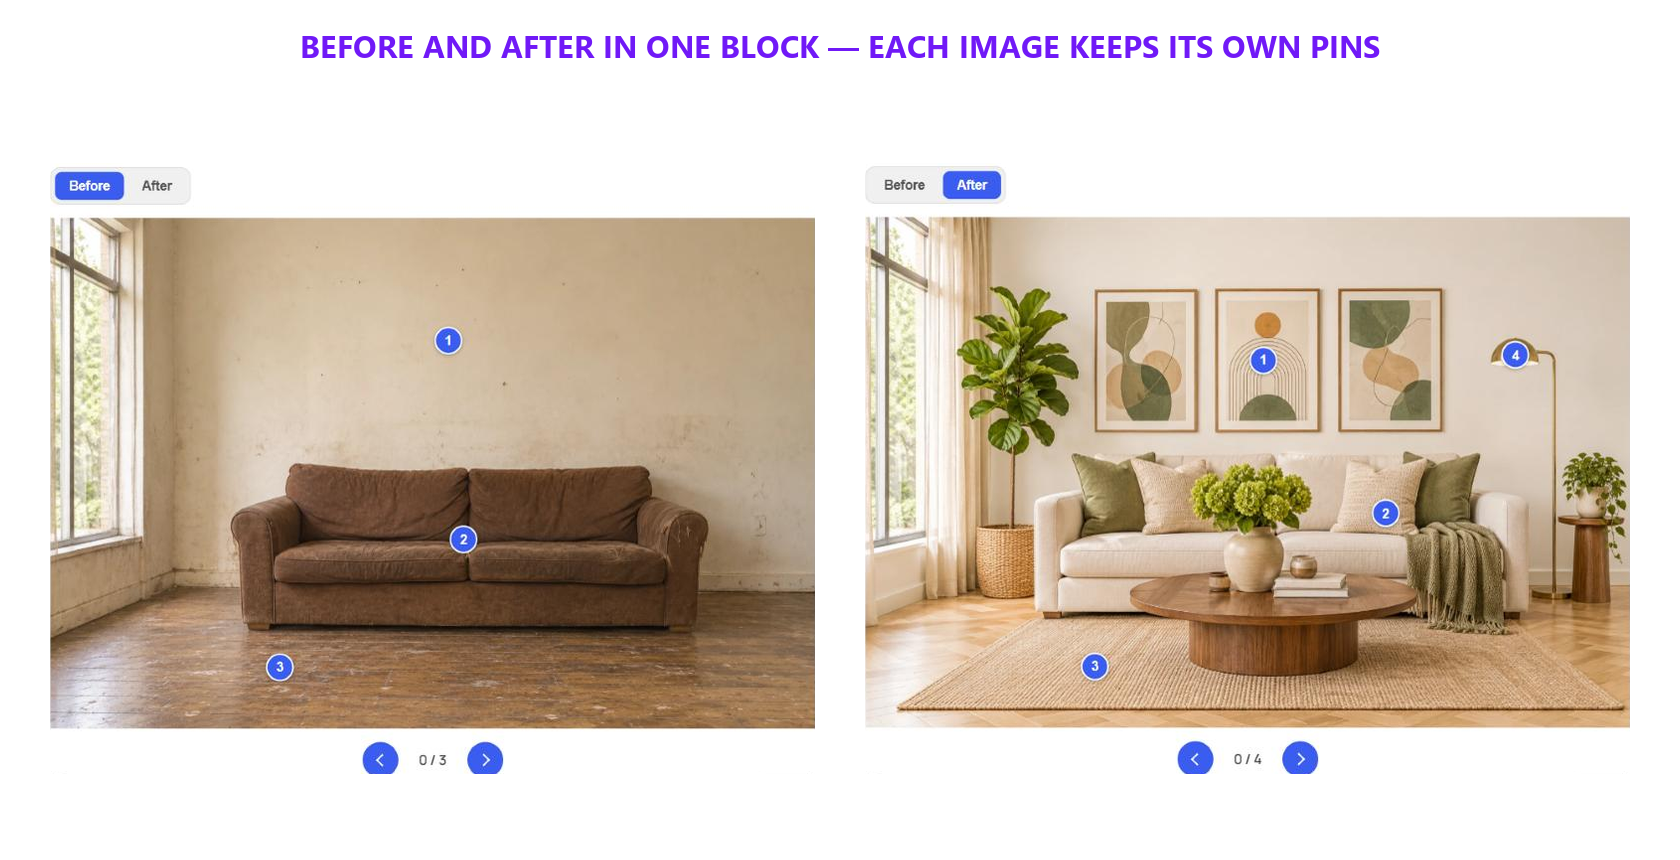 BEFORE AND AFTER IN ONE BLOCK — EACH IMAGE KEEPS ITS OWN PINS
Before After
1
2
3
0 / 3
Before After
1
4
2
3
0 / 4